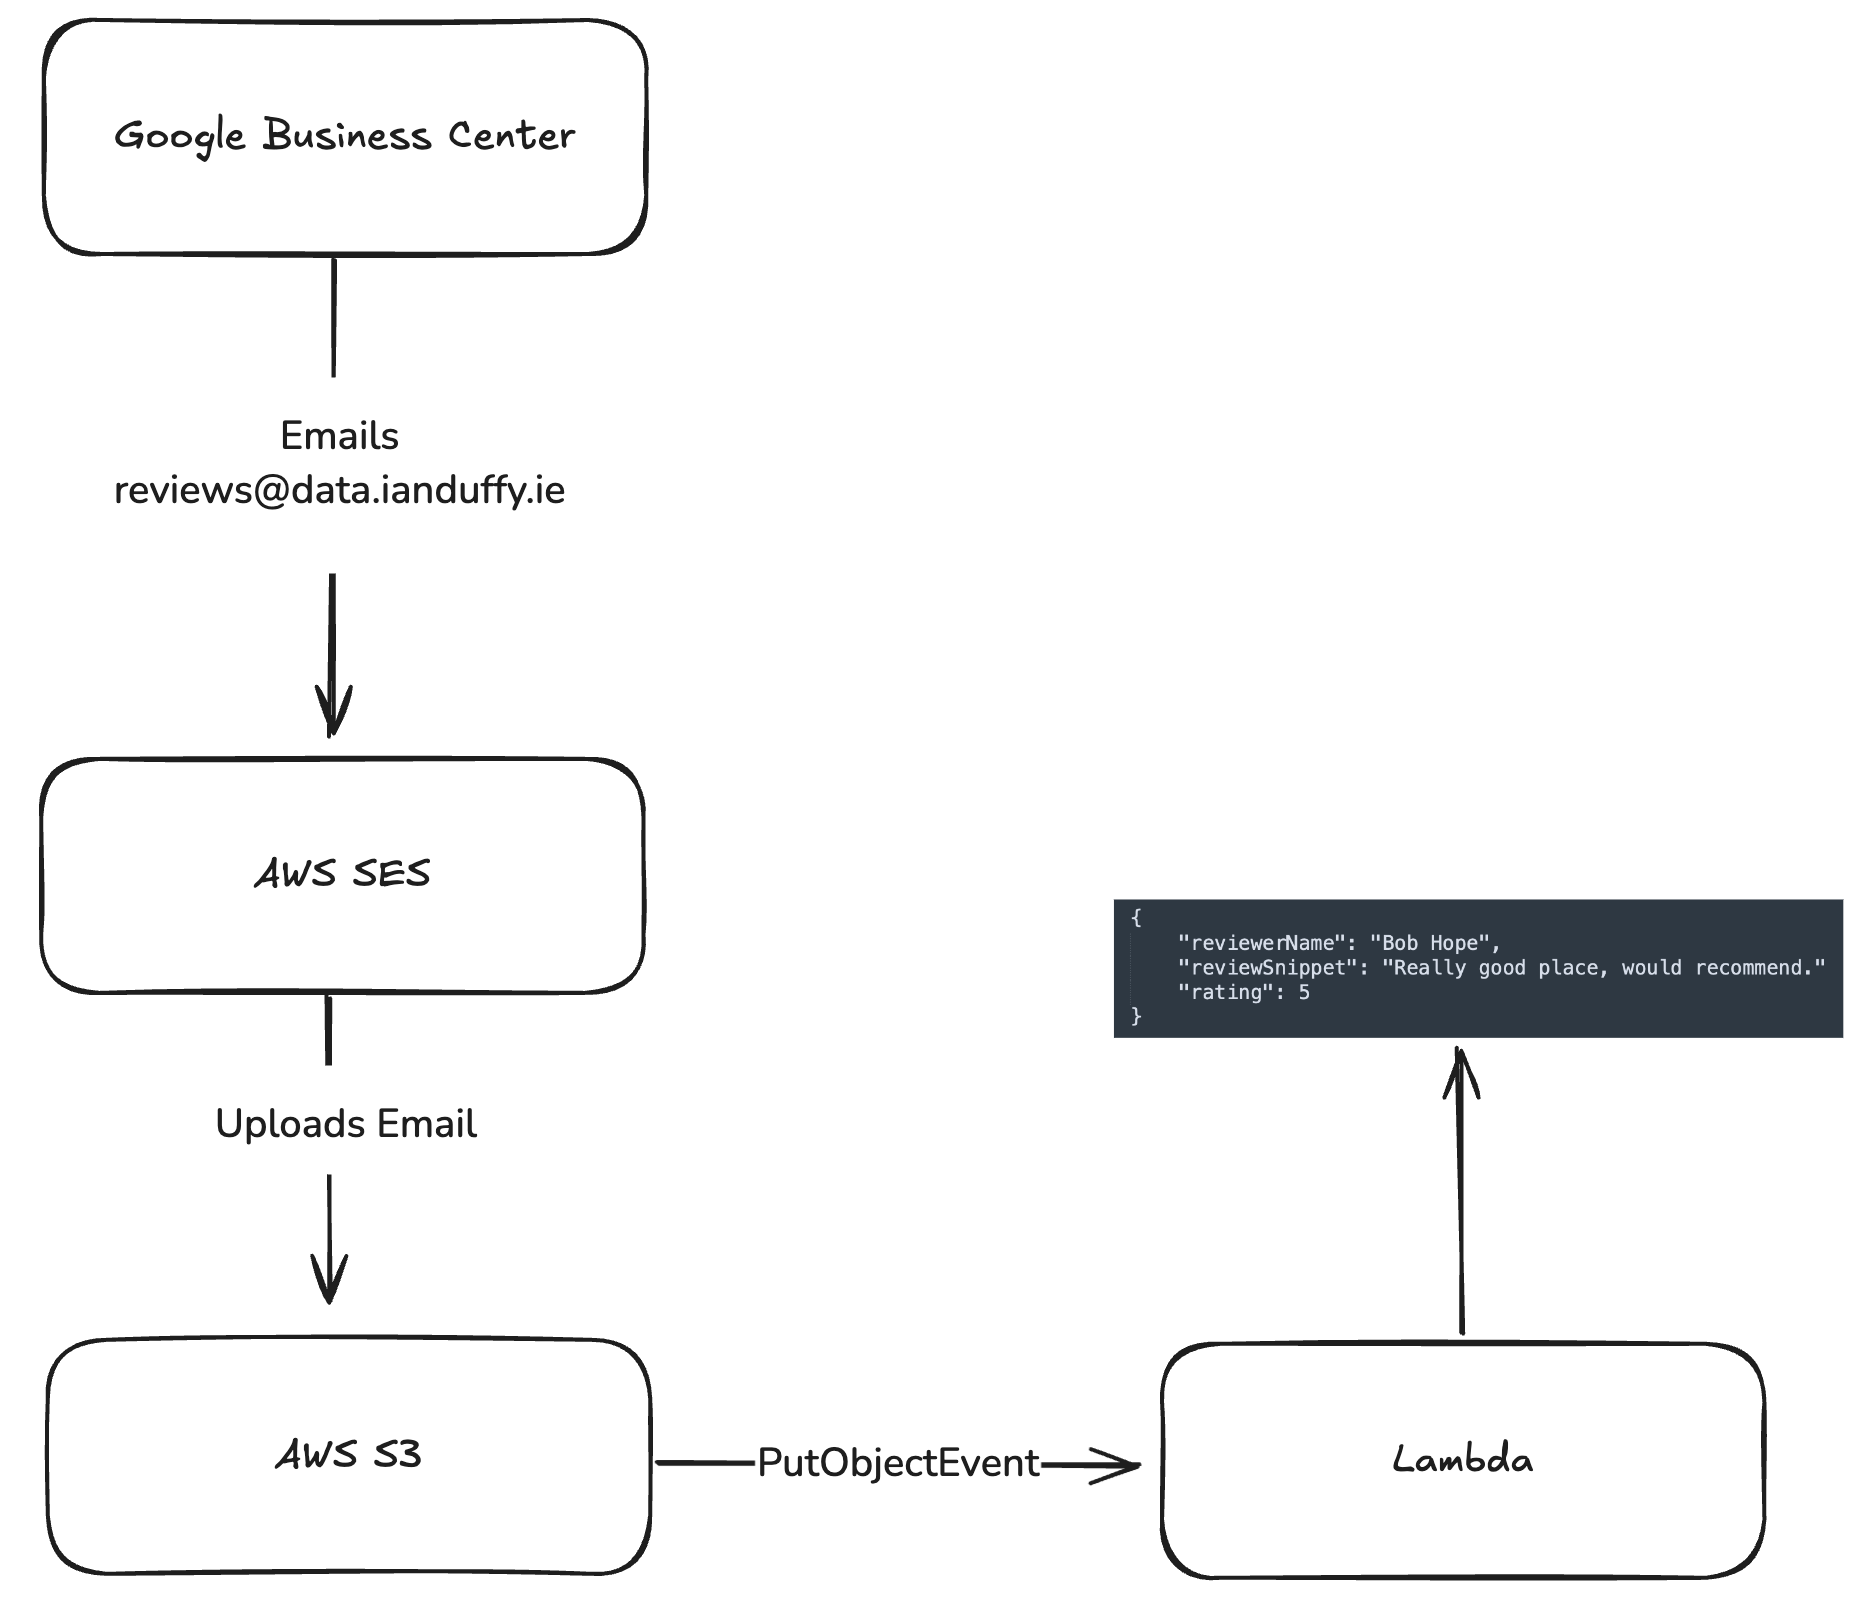 Google Business Center
Emails
reviews@data.ianduffy.ie
AWS SES
Uploads Email
AWS S3
PutObjectEvent
Lambda
{
    "reviewerName": "Bob Hope",
    "reviewSnippet": "Really good place, would recommend."
    "rating": 5
}